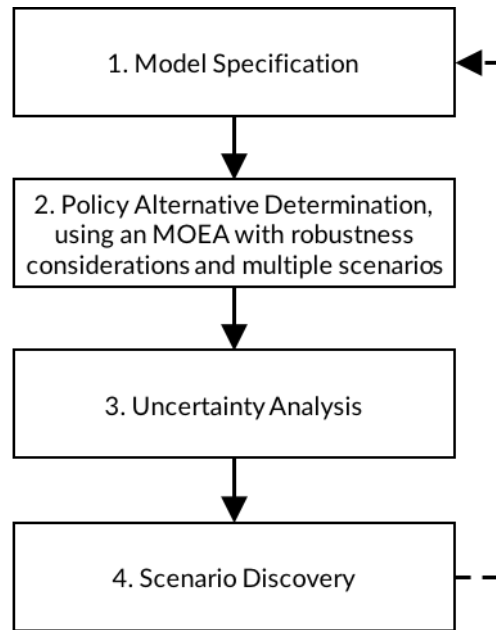 1. Model Specification
2. Policy Alternative Determination,
using an MOEA with robustness
considerations and multiple scenarios
3. Uncertainty Analysis
4. Scenario Discovery